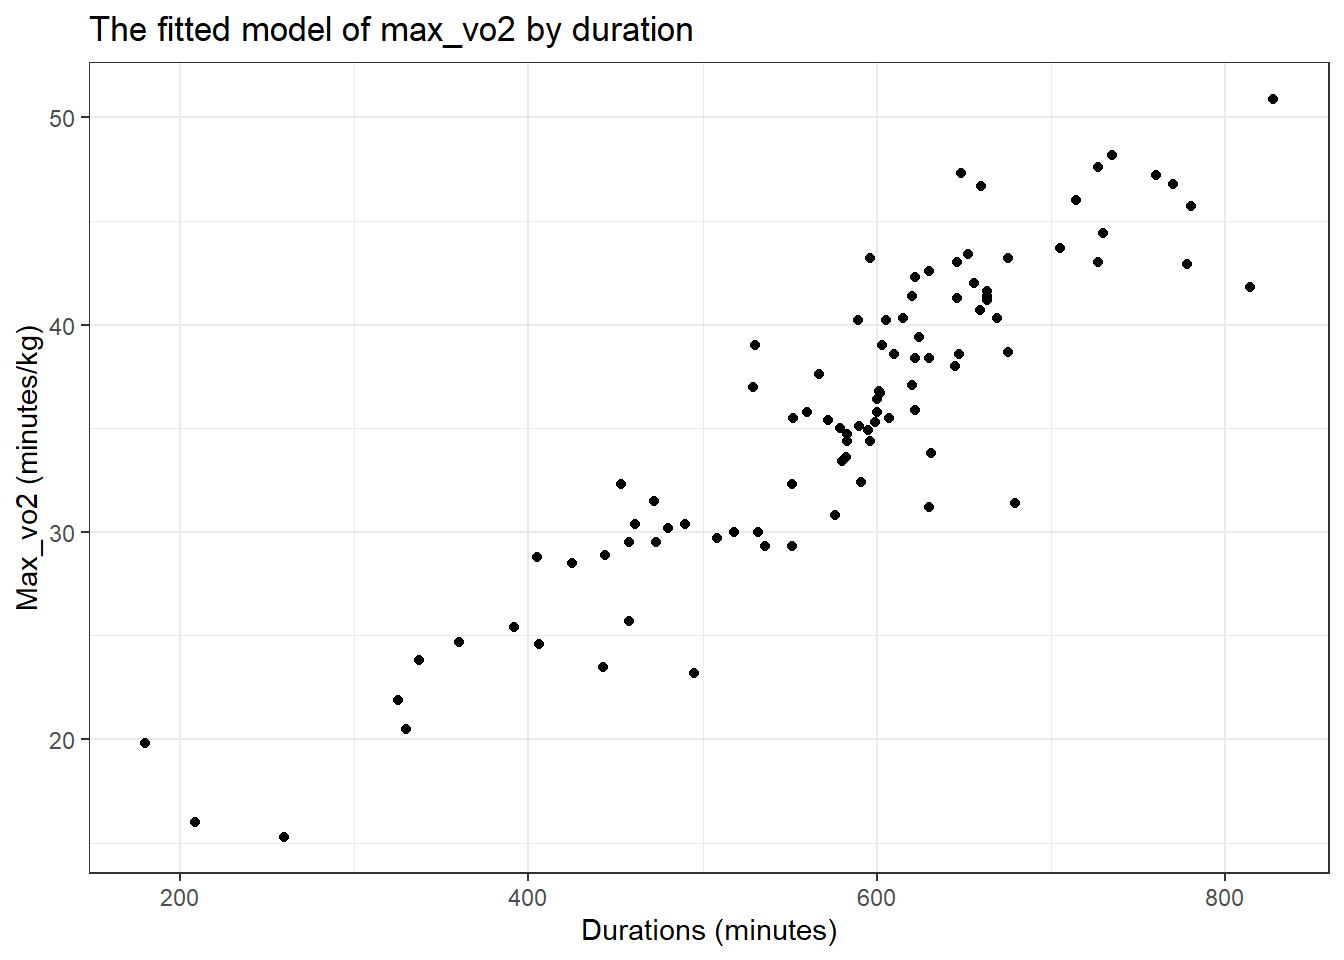 The fitted model of max_vo2 by duration
Max_vo2 (minutes/kg)
50
40
30
20
200 400 600 800
Durations (minutes)